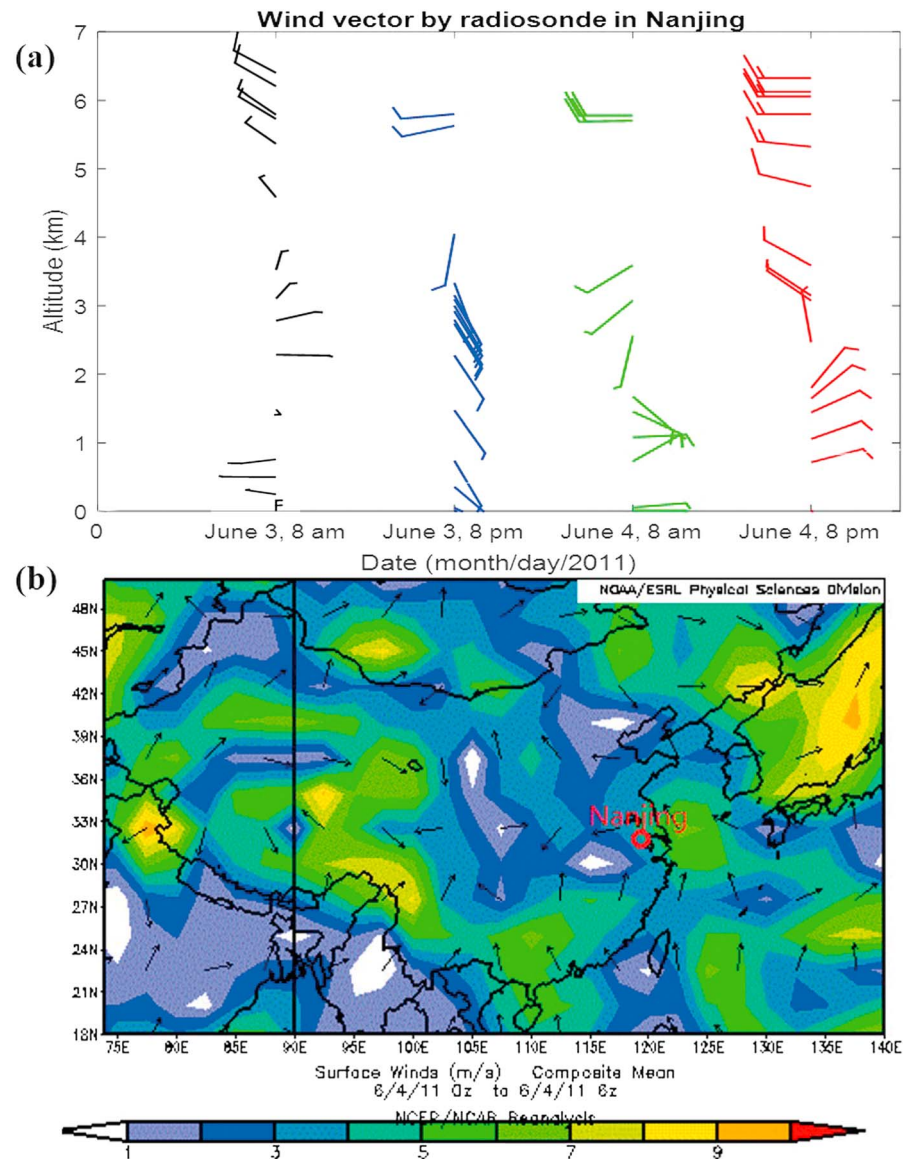 Wind vector by radiosonde in Nanjing
(a)
7
6
5
4
3
2
1
0
Altitude (km)
F
0 June 3, 8 am June 3, 8 pm June 4, 8 am June 4, 8 pm
Date (month/day/2011)
(b)
NOAA/ESRL Physical Sciences Division
48N
45N
42N
39N
36N
33N
30N
27N
24N
21N
18N
Nanjing
75E 80E 85E 90E 95E 100E 105E 110E 115E 120E 125E 130E 135E 140E
Surface Winds (m/s) Composite Mean
6/4/11 0z to 6/4/11 6z
NCEP/NCAR Reanalysis
1 3 5 7 9